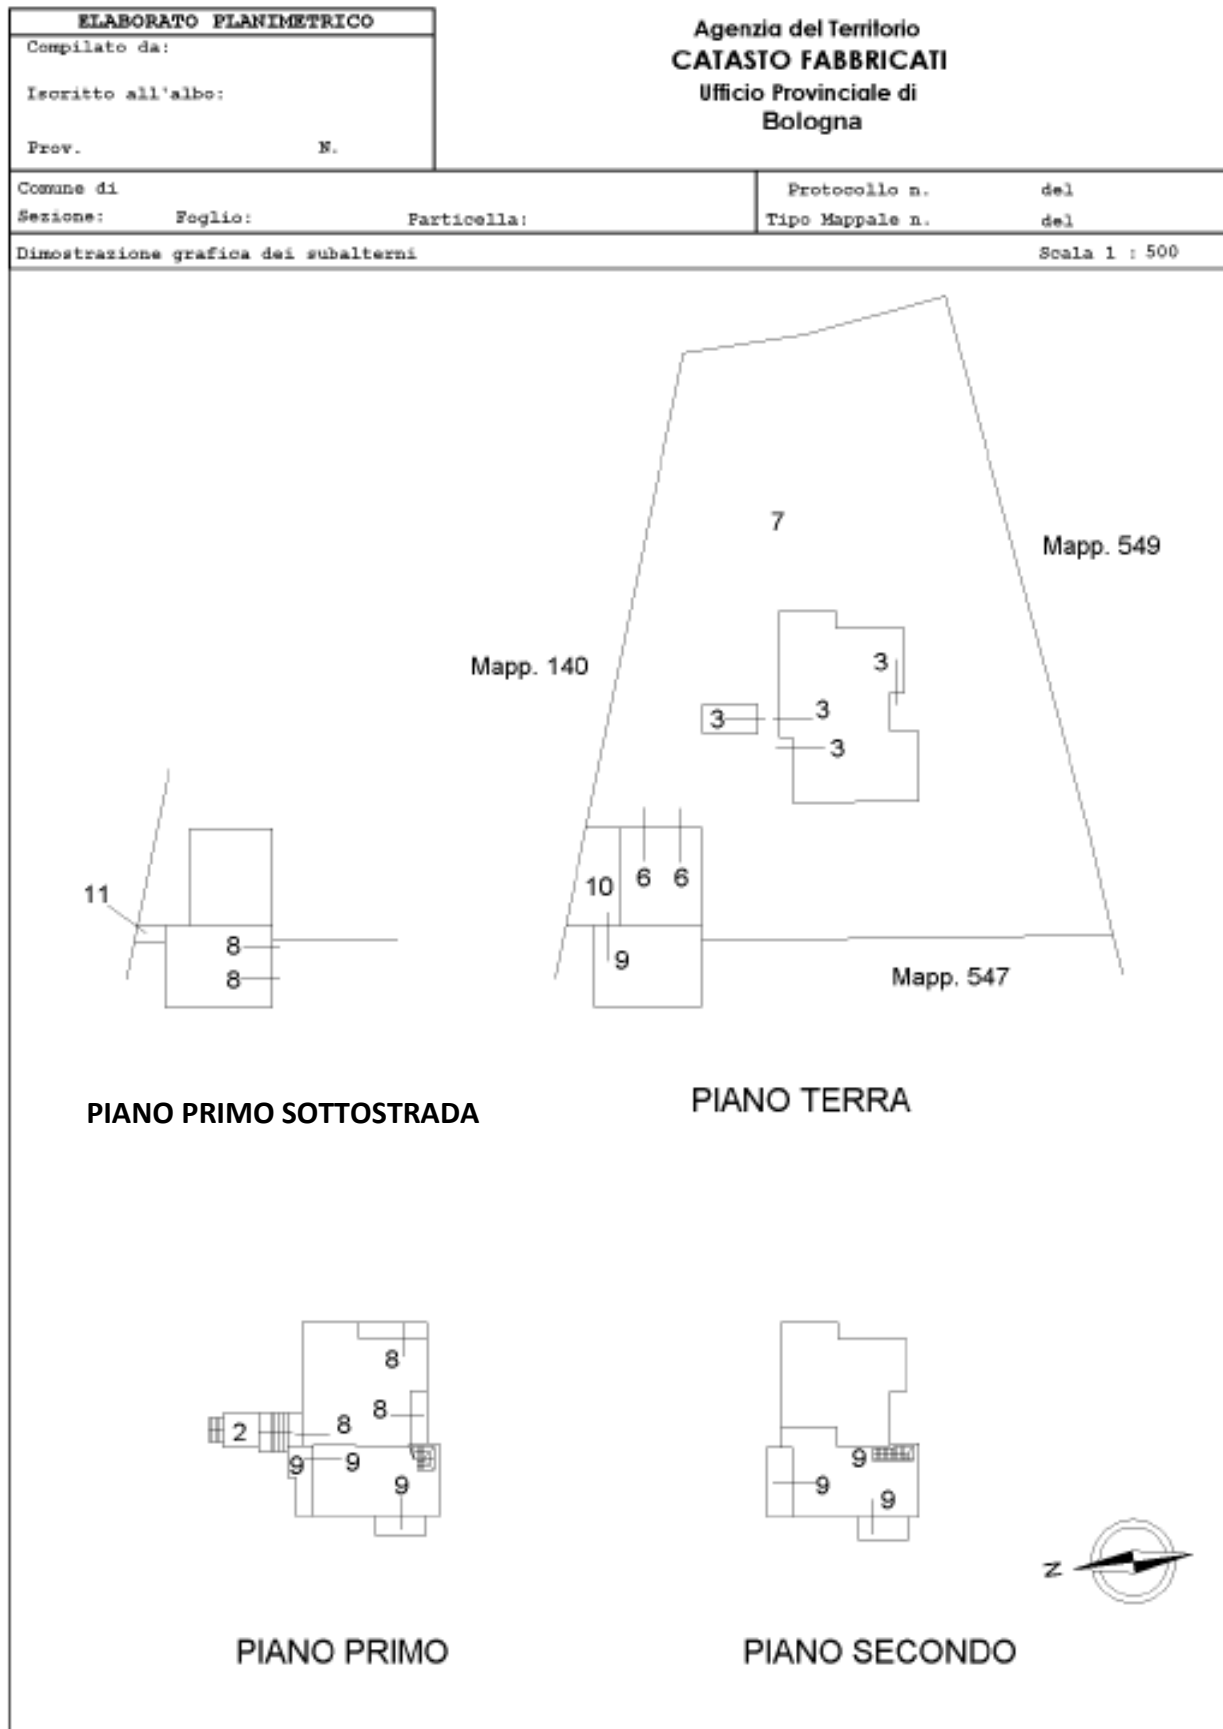 ELABORATO PLANIMETRICO
Compilato da:
Iscritto all'albo:
Prov. N.
Agenzia del Territorio
CATASTO FABBRICATI
Ufficio Provinciale di
Bologna
Comune di
Sezione: Foglio: Particella:
Protocollo n. del
Tipo Mappale n. del
Dimostrazione grafica dei subalterni Scala 1 : 500
7
Mapp. 549
Mapp. 140
3
3
3
3
11
8
8
10
6 6
9
Mapp. 547
PIANO PRIMO SOTTOSTRADA
PIANO TERRA
8
8
8
2
9
9
9
9
9
9
N
PIANO PRIMO
PIANO SECONDO